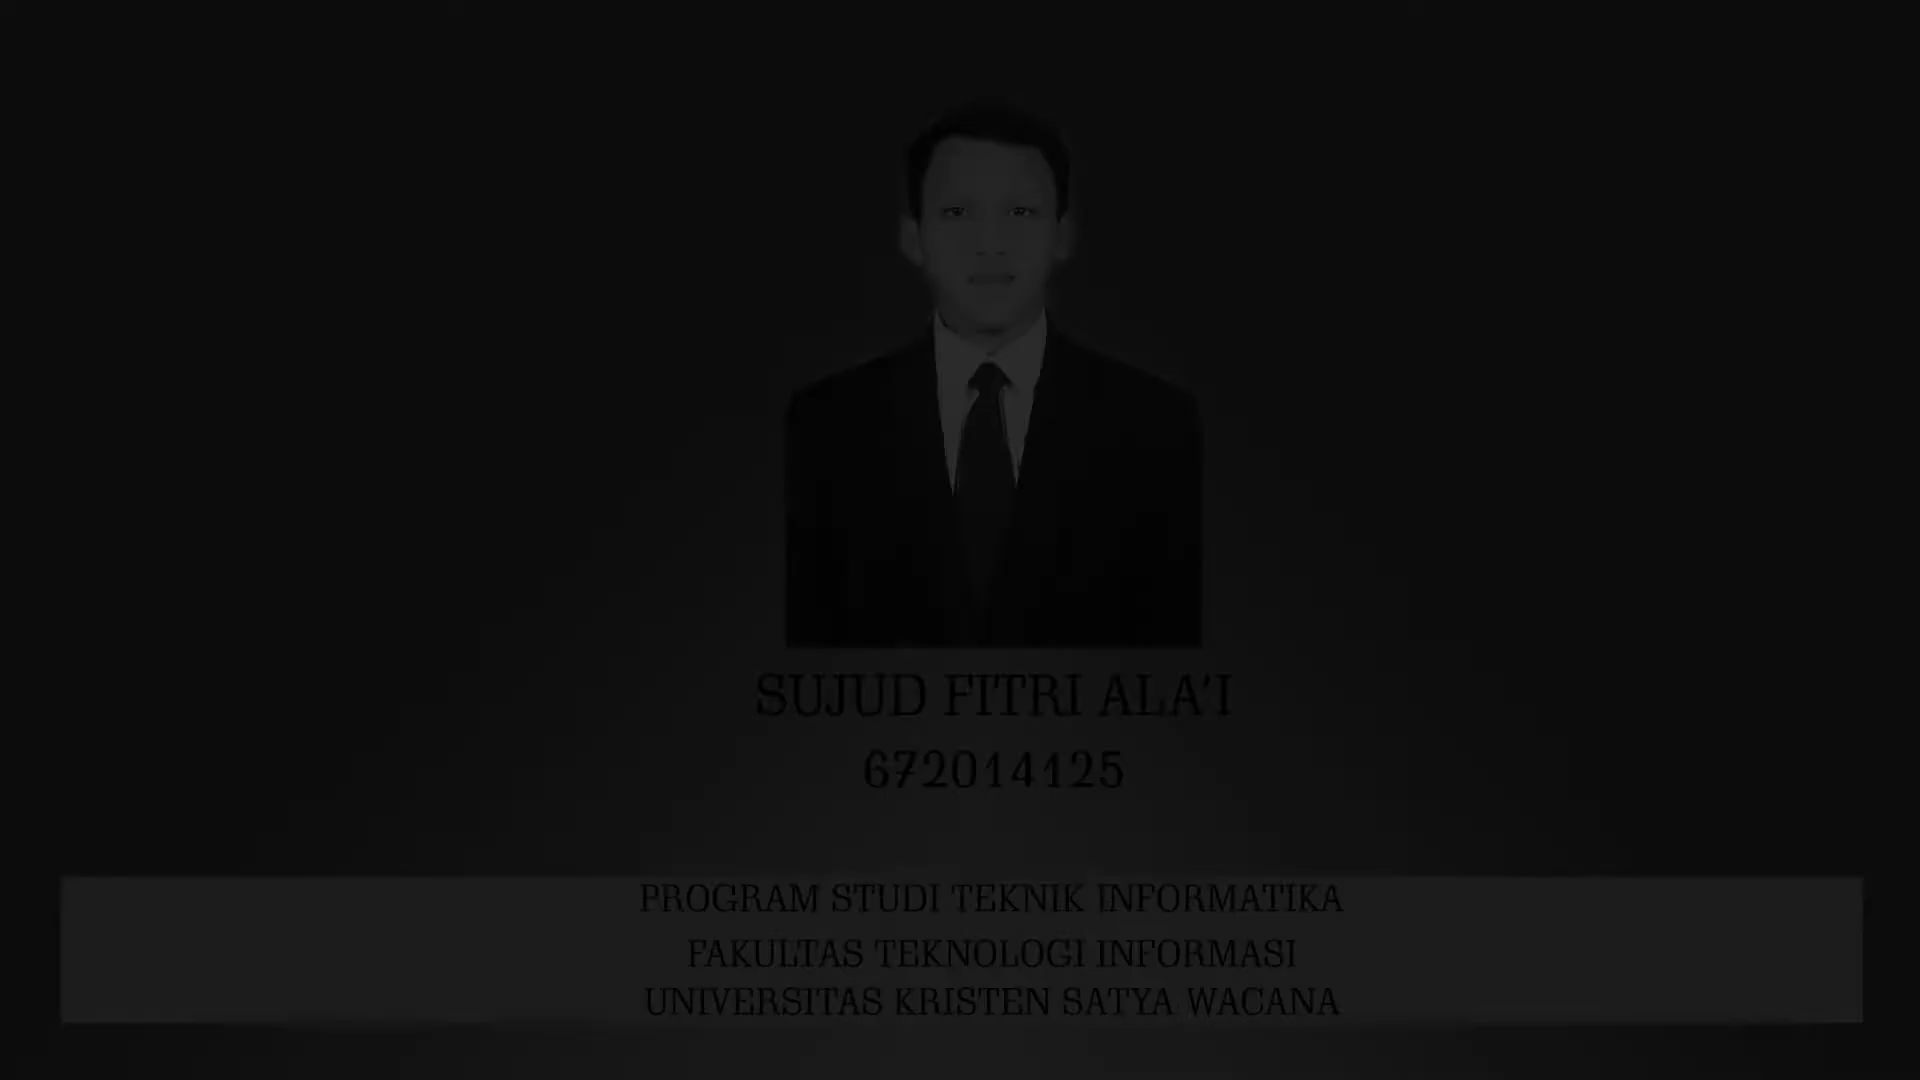 SUJUD FITRI ALA'I
672014125
PROGRAM STUDI TEKNIK INFORMATIKA
FAKULTAS TEKNOLOGI INFORMASI
UNIVERSITAS KRISTEN SATYA WACANA